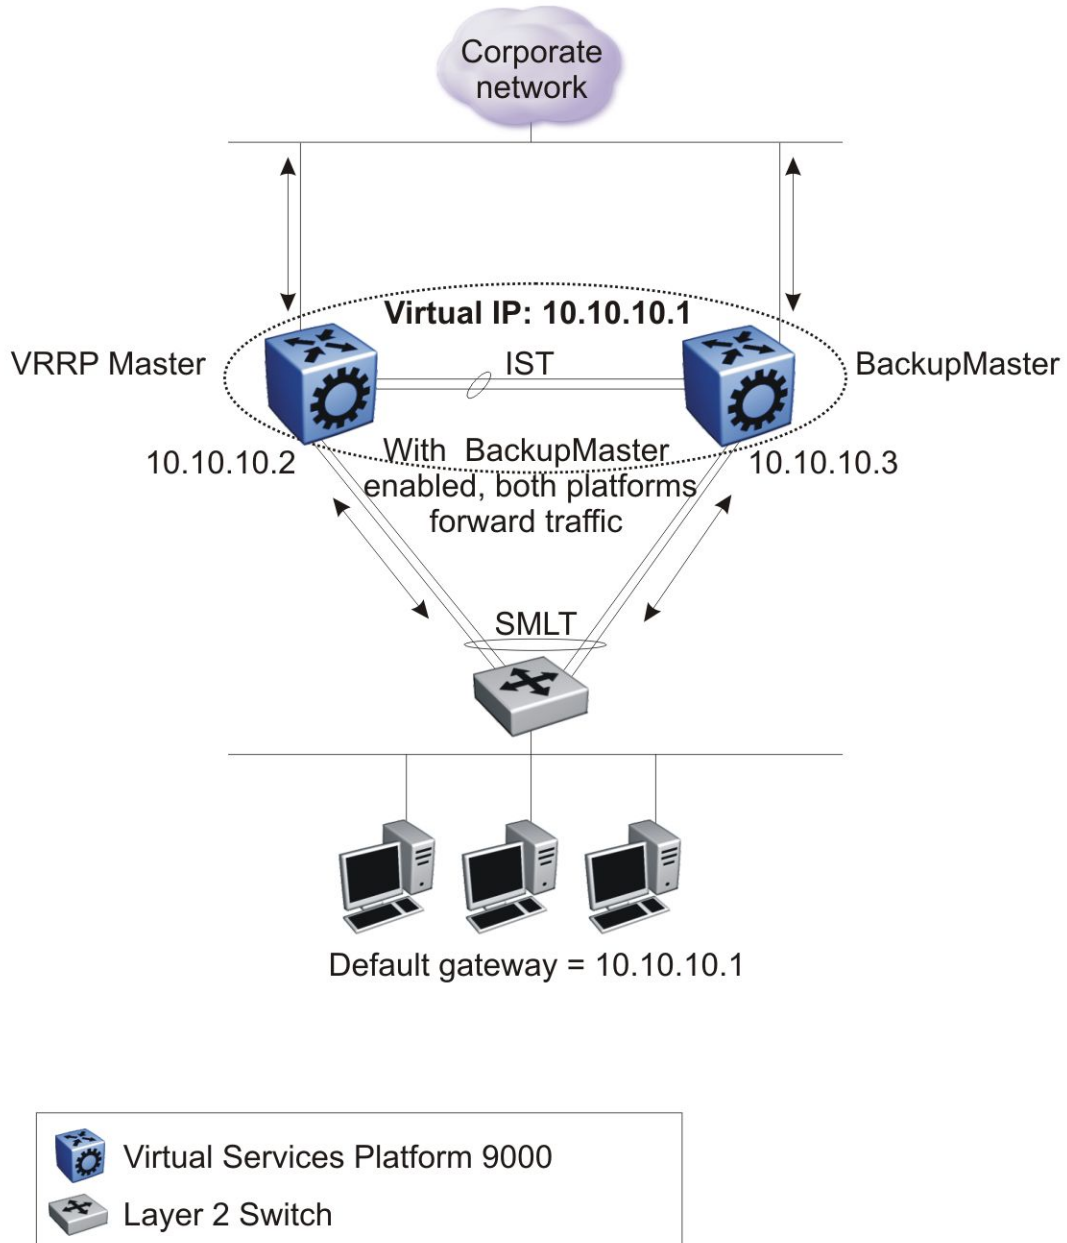 Corporate
network
Virtual IP: 10.10.10.1
VRRP Master
IST
BackupMaster
10.10.10.2
With BackupMaster
enabled, both platforms
forward traffic
10.10.10.3
SMLT
Default gateway = 10.10.10.1
Virtual Services Platform 9000
Layer 2 Switch